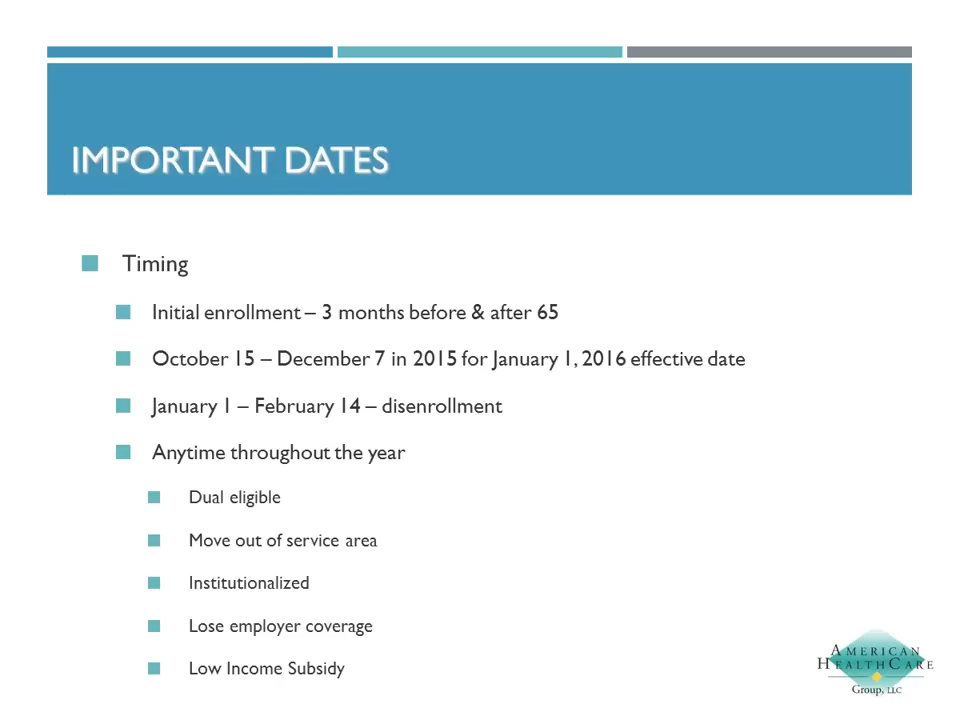 IMPORTANT DATES
Timing
Initial enrollment – 3 months before & after 65
October 15 – December 7 in 2015 for January 1, 2016 effective date
January 1 – February 14 – disenrollment
Anytime throughout the year
Dual eligible
Move out of service area
Institutionalized
Lose employer coverage
Low Income Subsidy
AMERICAN
HEALTHCARE
Group, LLC